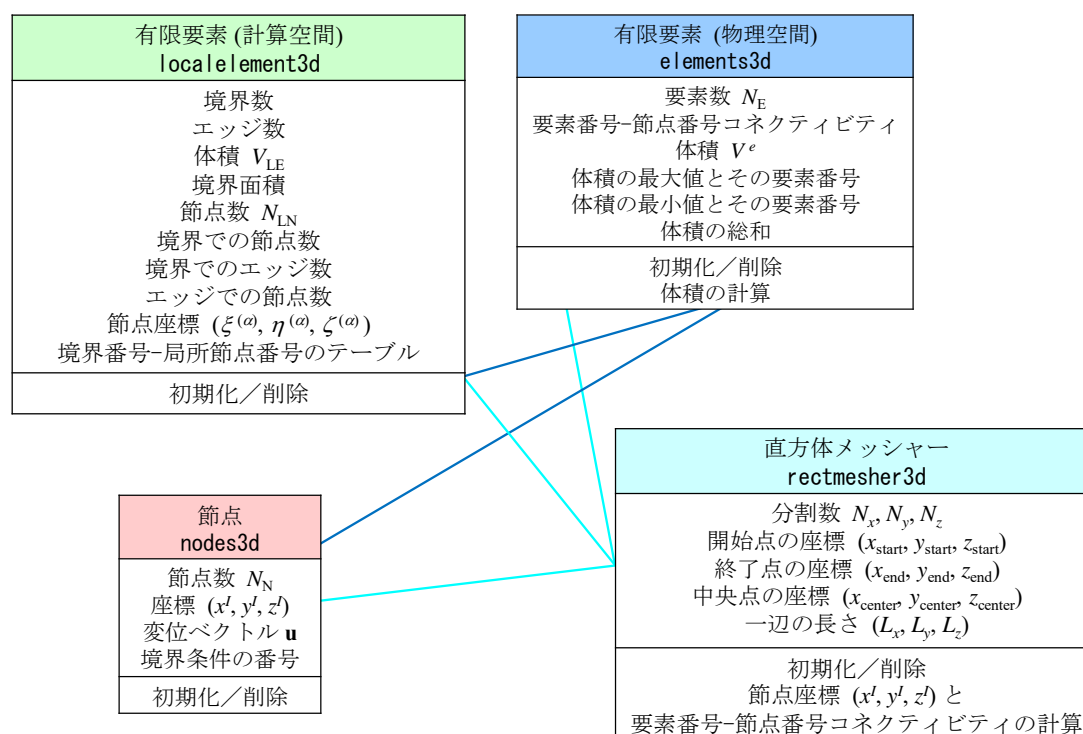 有限要素 (計算空間)
localelement3d
境界数
エッジ数
体積 V_LE
境界面積
節点数 N_LN
境界での節点数
境界でのエッジ数
エッジでの節点数
節点座標 (ξ^(α), η^(α), ζ^(α))
境界番号−局所節点番号のテーブル
初期化／削除
有限要素 (物理空間)
elements3d
要素数 N_E
要素番号−節点番号コネクティビティ
体積 V^e
体積の最大値とその要素番号
体積の最小値とその要素番号
体積の総和
初期化／削除
体積の計算
節点
nodes3d
節点数 N_N
座標 (x^I, y^I, z^I)
変位ベクトル u
境界条件の番号
初期化／削除
直方体メッシャー
rectmesher3d
分割数 N_x, N_y, N_z
開始点の座標 (x_start, y_start, z_start)
終了点の座標 (x_end, y_end, z_end)
中央点の座標 (x_center, y_center, z_center)
一辺の長さ (L_x, L_y, L_z)
初期化／削除
節点座標 (x^I, y^I, z^I) と
要素番号−節点番号コネクティビティの計算